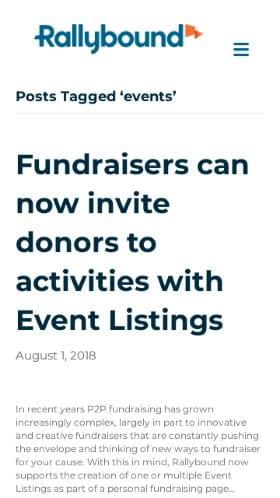 Rallybound
Posts Tagged ‘events’
Fundraisers can
now invite
donors to
activities with
Event Listings
August 1, 2018
In recent years P2P fundraising has grown
increasingly complex, largely in part to innovative
and creative fundraisers that are constantly pushing
the envelope and thinking of new ways to fundraiser
for your cause. With this in mind, Rallybound now
supports the creation of one or multiple Event
Listings as part of a personal fundraising page…